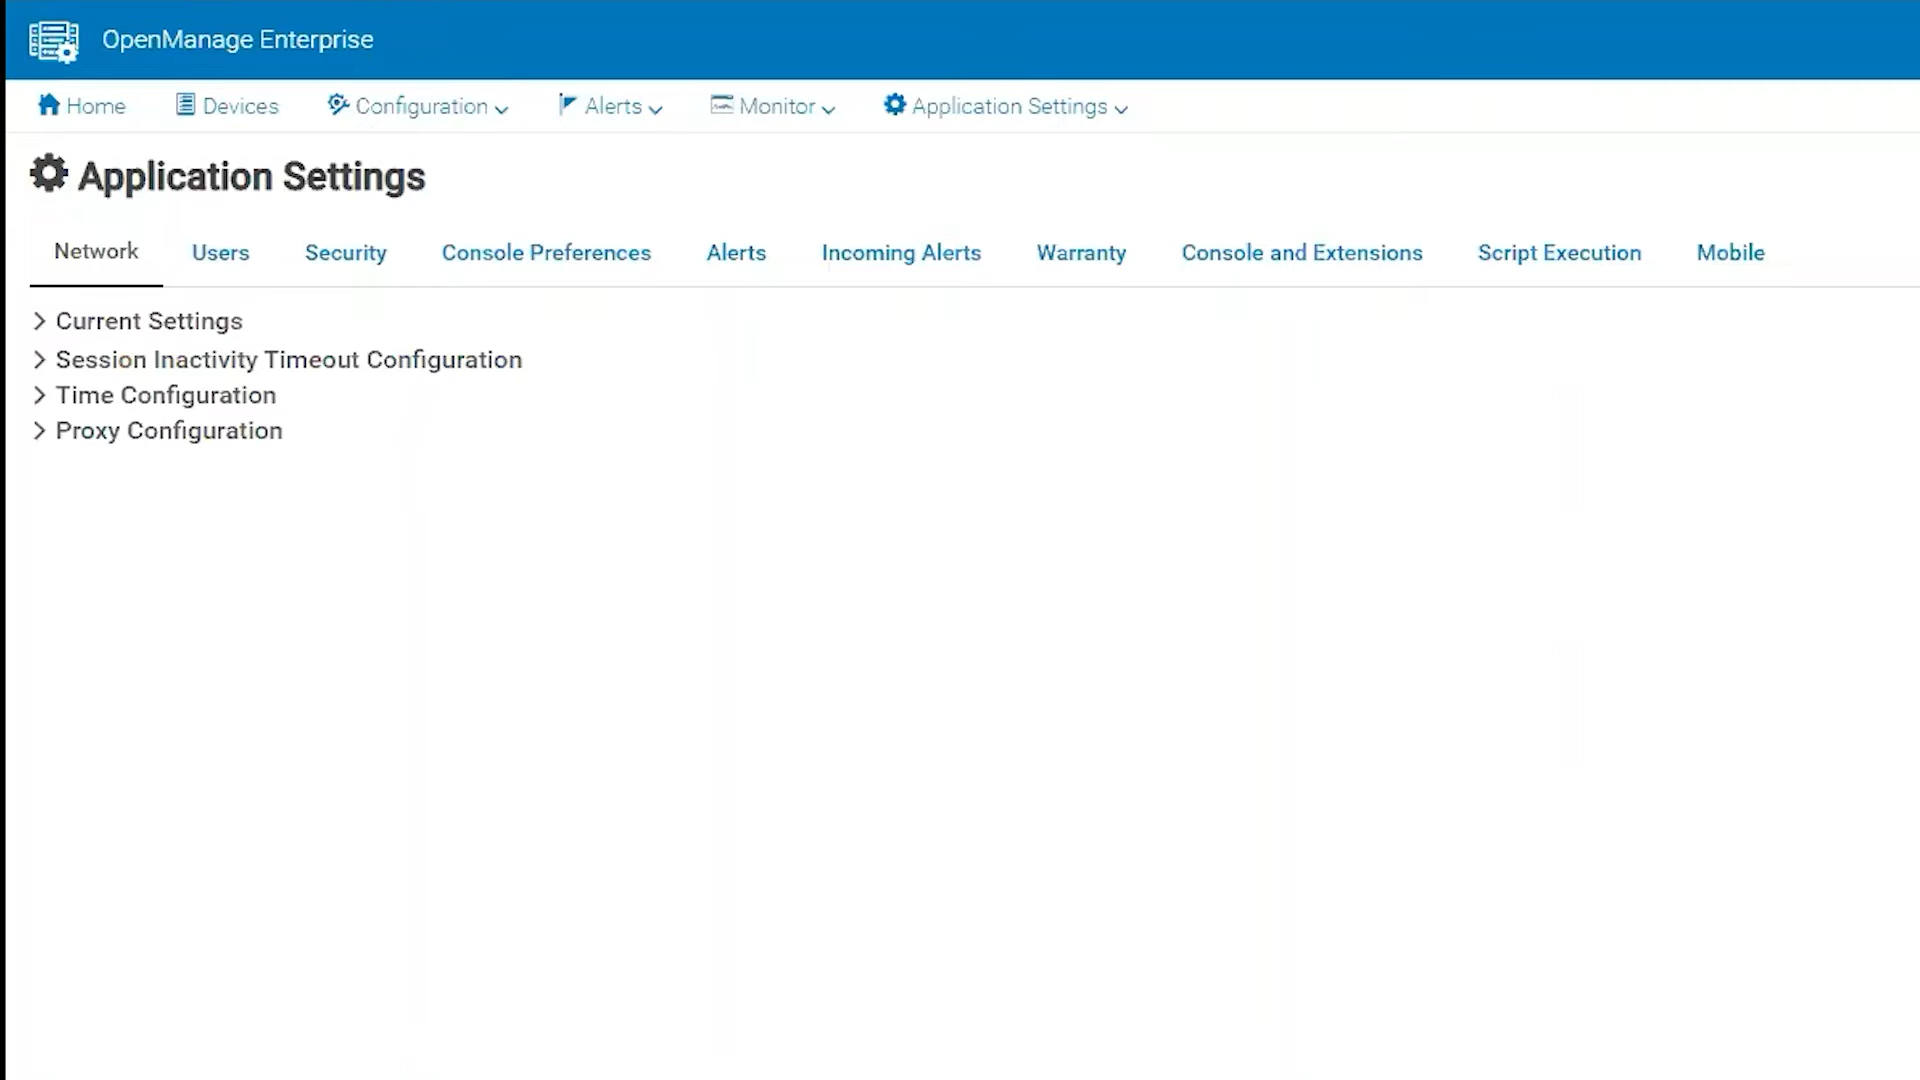 OpenManage Enterprise
Home Devices Configuration Alerts Monitor Application Settings
Application Settings
Network Users Security Console Preferences Alerts Incoming Alerts Warranty Console and Extensions Script Execution Mobile
Current Settings
Session Inactivity Timeout Configuration
Time Configuration
Proxy Configuration